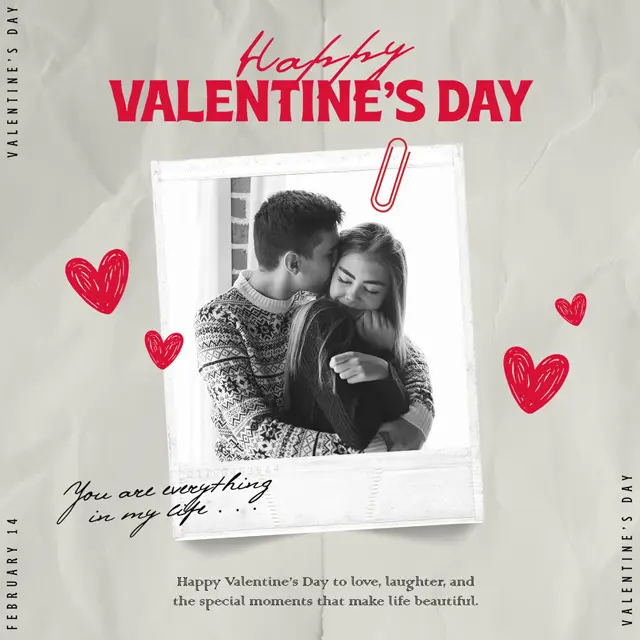 VALENTINE'S DAY
Happy
VALENTINE'S DAY
You are everything
in my life . . .
Happy Valentine's Day to love, laughter, and
the special moments that make life beautiful.
FEBRUARY 14
VALENTINE'S DAY